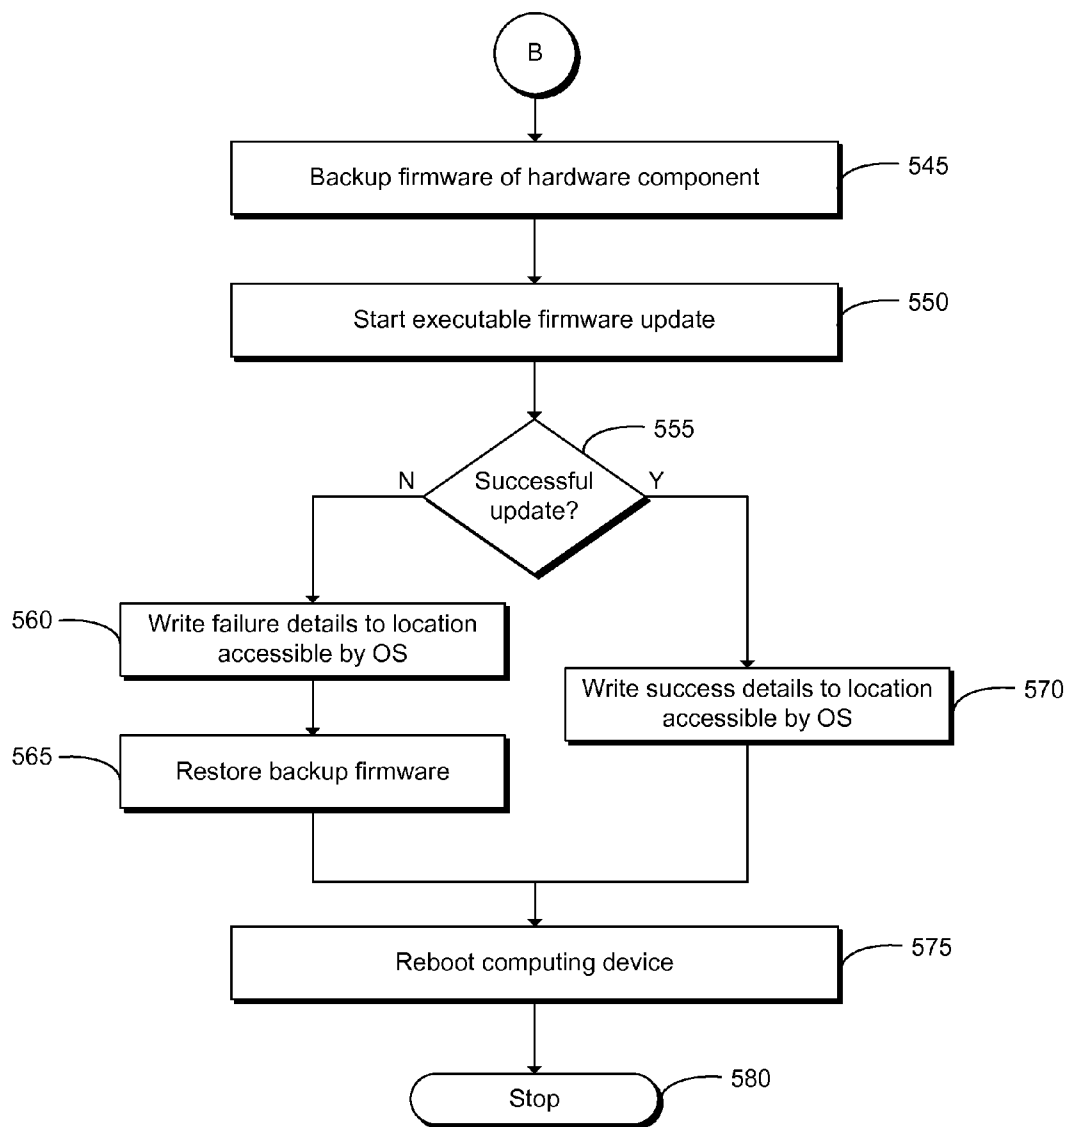 B
Backup firmware of hardware component
545
Start executable firmware update
550
555
N
Successful
update?
Y
560
Write failure details to location
accessible by OS
Write success details to location
accessible by OS
570
565
Restore backup firmware
Reboot computing device
575
Stop
580